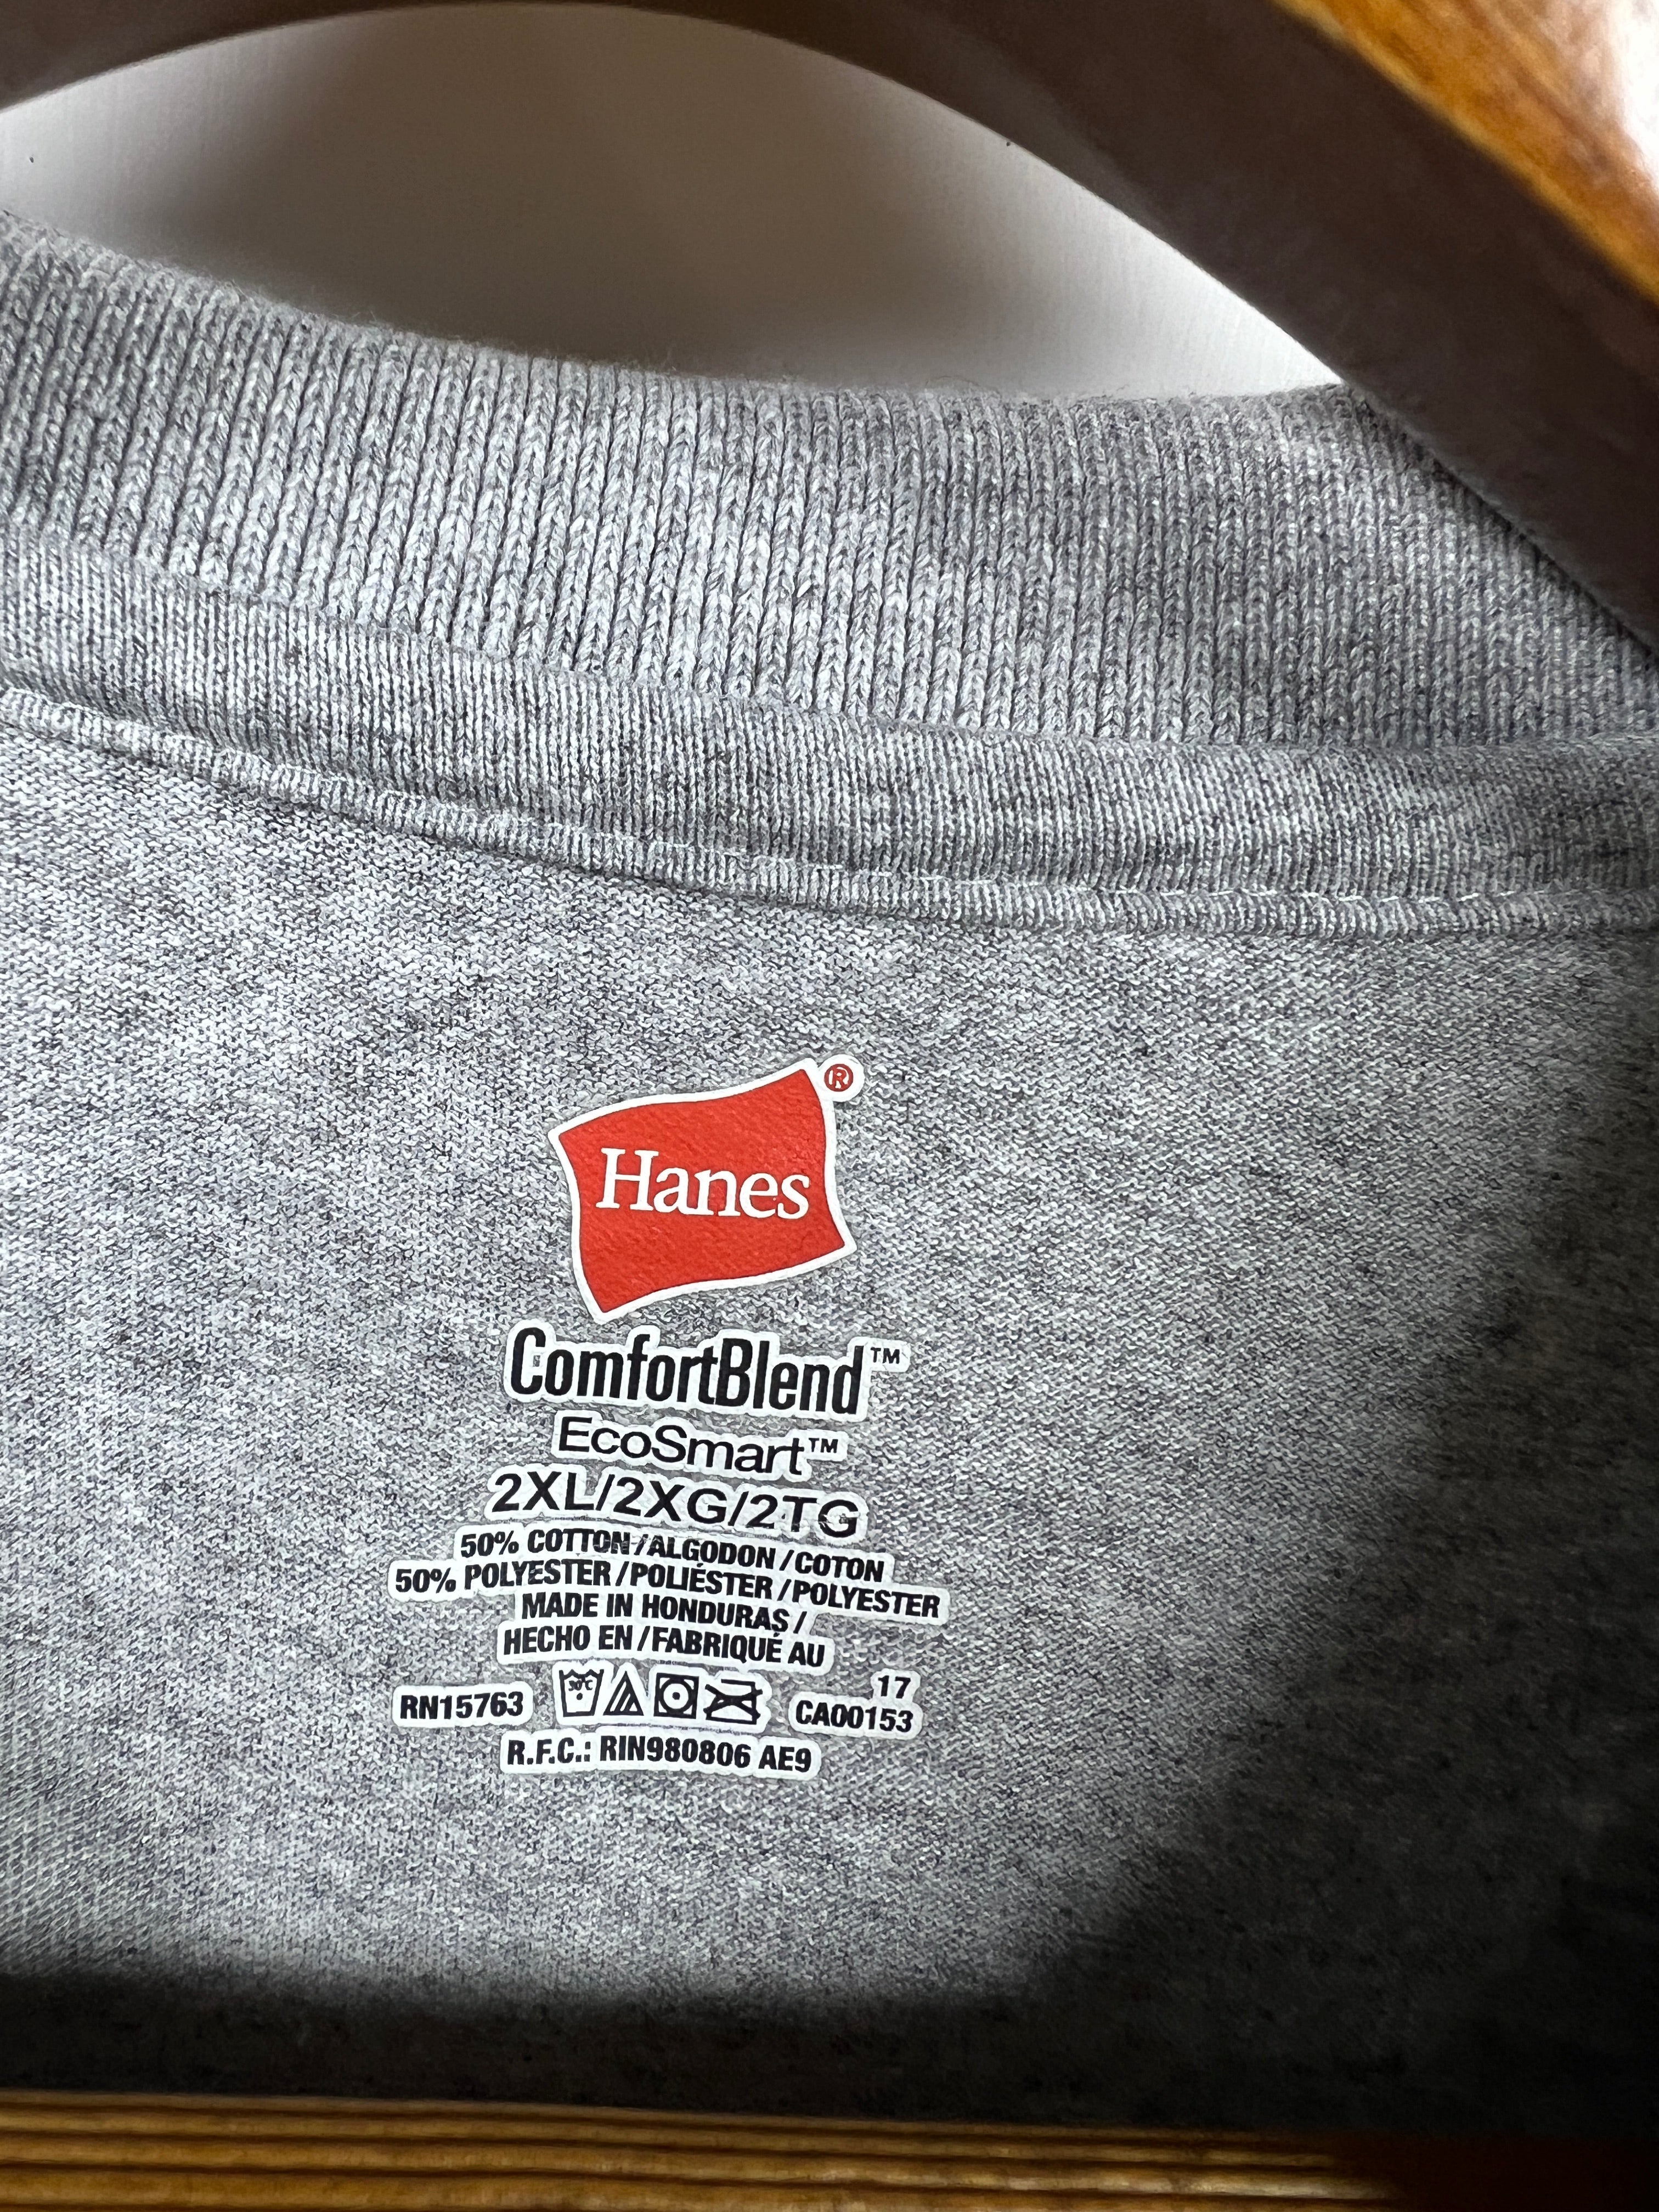 Hanes®
ComfortBlend™
EcoSmart™
2XL/2XG/2TG
50% COTTON/ALGODON/COTON
50% POLYESTER/POLIÉSTER/POLYESTER
MADE IN HONDURAS/
HECHO EN/FABRIQUÉ AU
30°C
17
RN15763 CA00153
R.F.C.: RIN980806 AE9